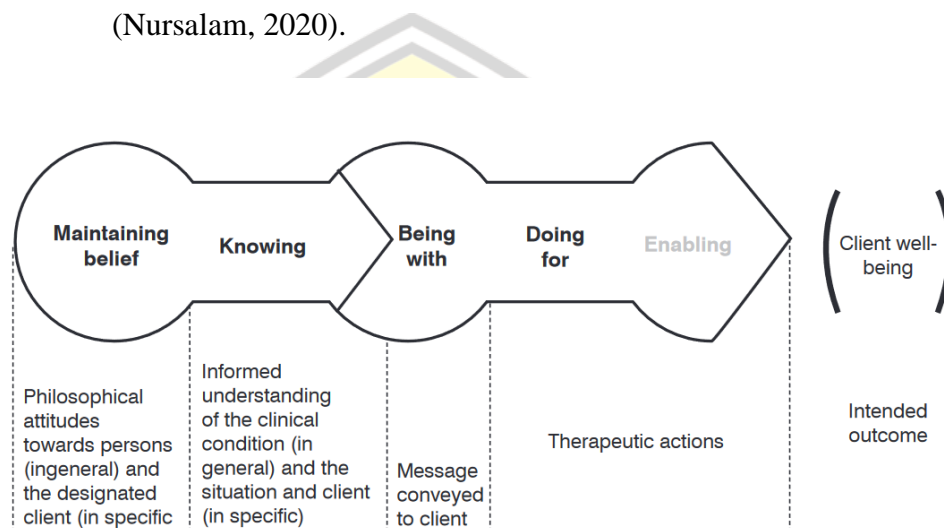 (Nursalam, 2020).
Maintaining
belief
Knowing
Being
with
Doing
for
Enabling
Client well-
being
Philosophical
attitudes
towards persons
(ingeneral) and
the designated
client (in specific
Informed
understanding
of the clinical
condition (in
general) and the
situation and client
(in specific)
Message
conveyed
to client
Therapeutic actions
Intended
outcome